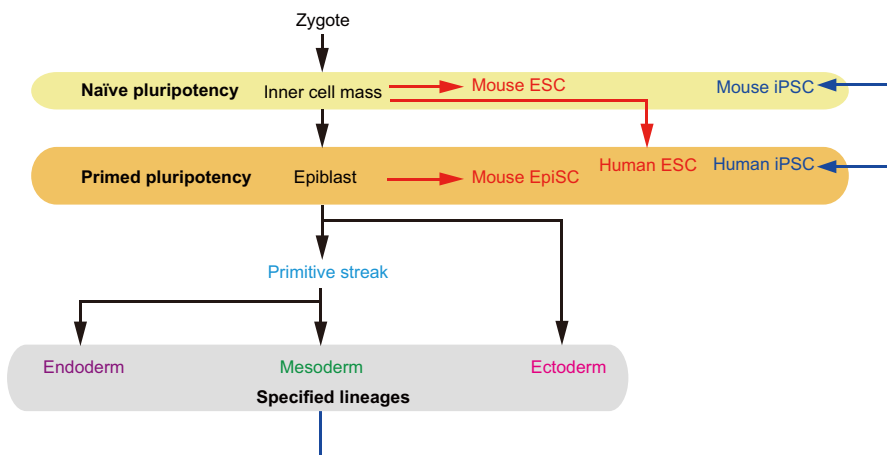 Zygote
Naïve pluripotency Inner cell mass Mouse ESC Mouse iPSC
Primed pluripotency Epiblast Mouse EpiSC Human ESC Human iPSC
Primitive streak
Endoderm Mesoderm Ectoderm
Specified lineages